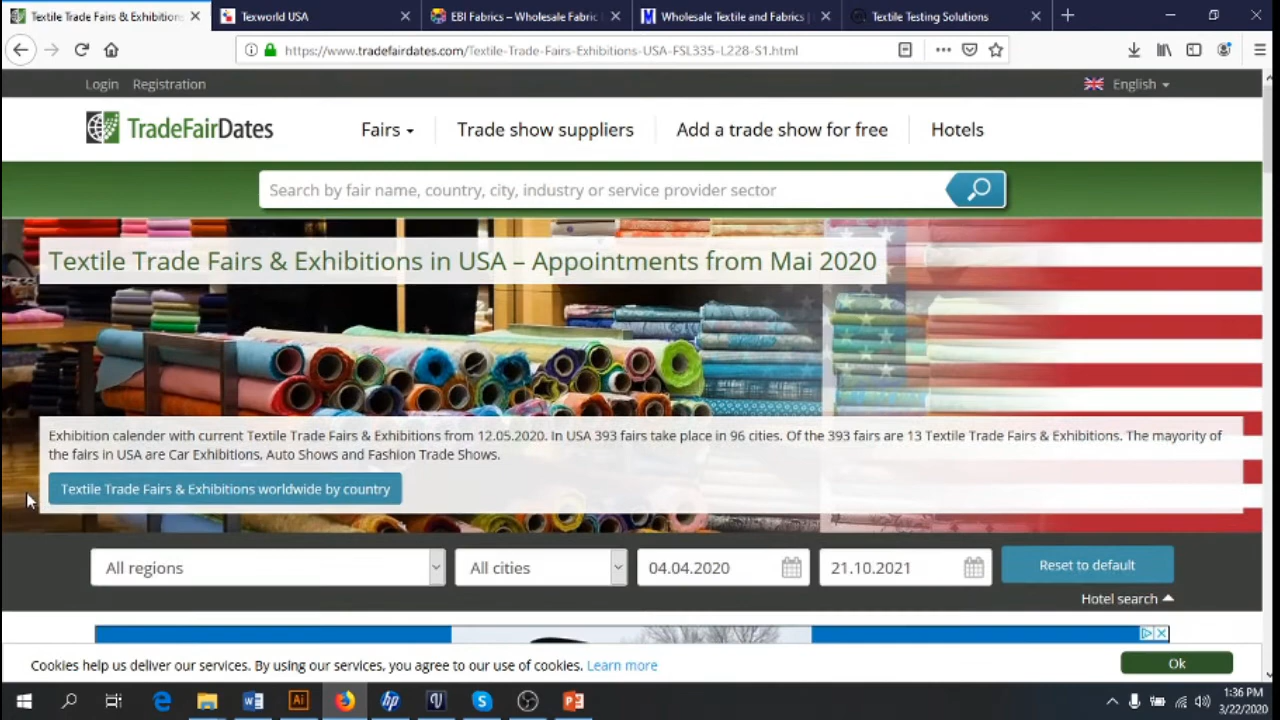 Textile Trade Fairs & Exhibitions
Texworld USA
EBI Fabrics – Wholesale Fabric
Wholesale Textile and Fabrics |
Textile Testing Solutions
https://www.tradefairdates.com/Textile-Trade-Fairs-Exhibitions-USA-FSL335-L228-S1.html
Login Registration
English
TradeFairDates
Fairs
Trade show suppliers
Add a trade show for free
Hotels
Search by fair name, country, city, industry or service provider sector
Textile Trade Fairs & Exhibitions in USA – Appointments from Mai 2020
Exhibition calender with current Textile Trade Fairs & Exhibitions from 12.05.2020. In USA 393 fairs take place in 96 cities. Of the 393 fairs are 13 Textile Trade Fairs & Exhibitions. The mayority of
the fairs in USA are Car Exhibitions, Auto Shows and Fashion Trade Shows.
Textile Trade Fairs & Exhibitions worldwide by country
All regions
All cities
04.04.2020
21.10.2021
Reset to default
Hotel search
Cookies help us deliver our services. By using our services, you agree to our use of cookies. Learn more
Ok
1:36 PM
3/22/2020